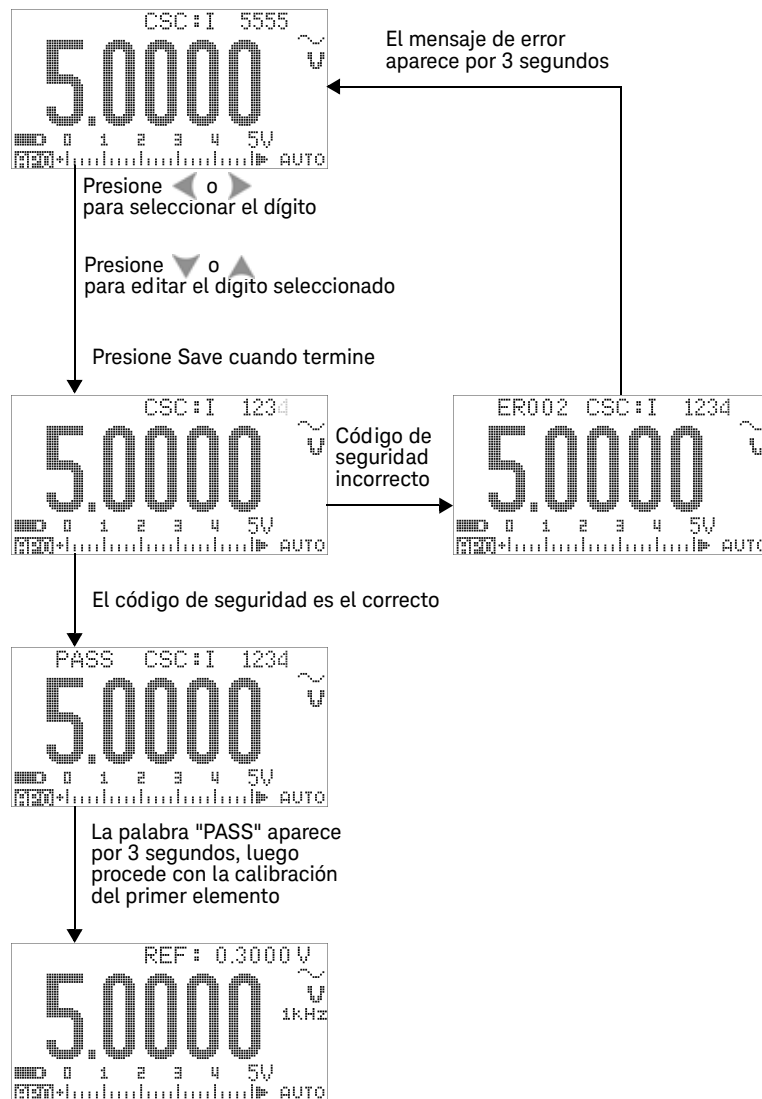 CSC:I 5555
5.0000
V
0 1 2 3 4 5V
APO AUTO
El mensaje de error
aparece por 3 segundos
Presione ◀ o ▶
para seleccionar el dígito
Presione ▼ o ▲
para editar el dígito seleccionado
Presione Save cuando termine
CSC:I 1234
5.0000
V
0 1 2 3 4 5V
APO AUTO
Código de
seguridad
incorrecto
ER002 CSC:I 1234
5.0000
V
0 1 2 3 4 5V
APO AUTO
El código de seguridad es el correcto
PASS CSC:I 1234
5.0000
V
0 1 2 3 4 5V
APO AUTO
La palabra "PASS" aparece
por 3 segundos, luego
procede con la calibración
del primer elemento
REF: 0.3000 V
5.0000
V
1kHz
0 1 2 3 4 5V
APO AUTO